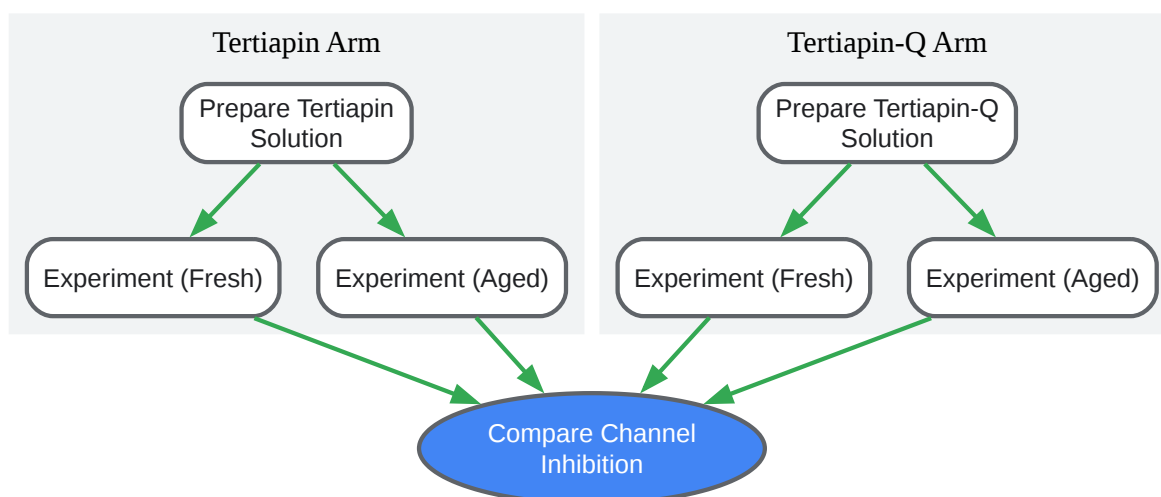 Tertiapin Arm
Tertiapin-Q Arm
Prepare Tertiapin
Solution
Prepare Tertiapin-Q
Solution
Experiment (Fresh)
Experiment (Aged)
Experiment (Fresh)
Experiment (Aged)
Compare Channel
Inhibition